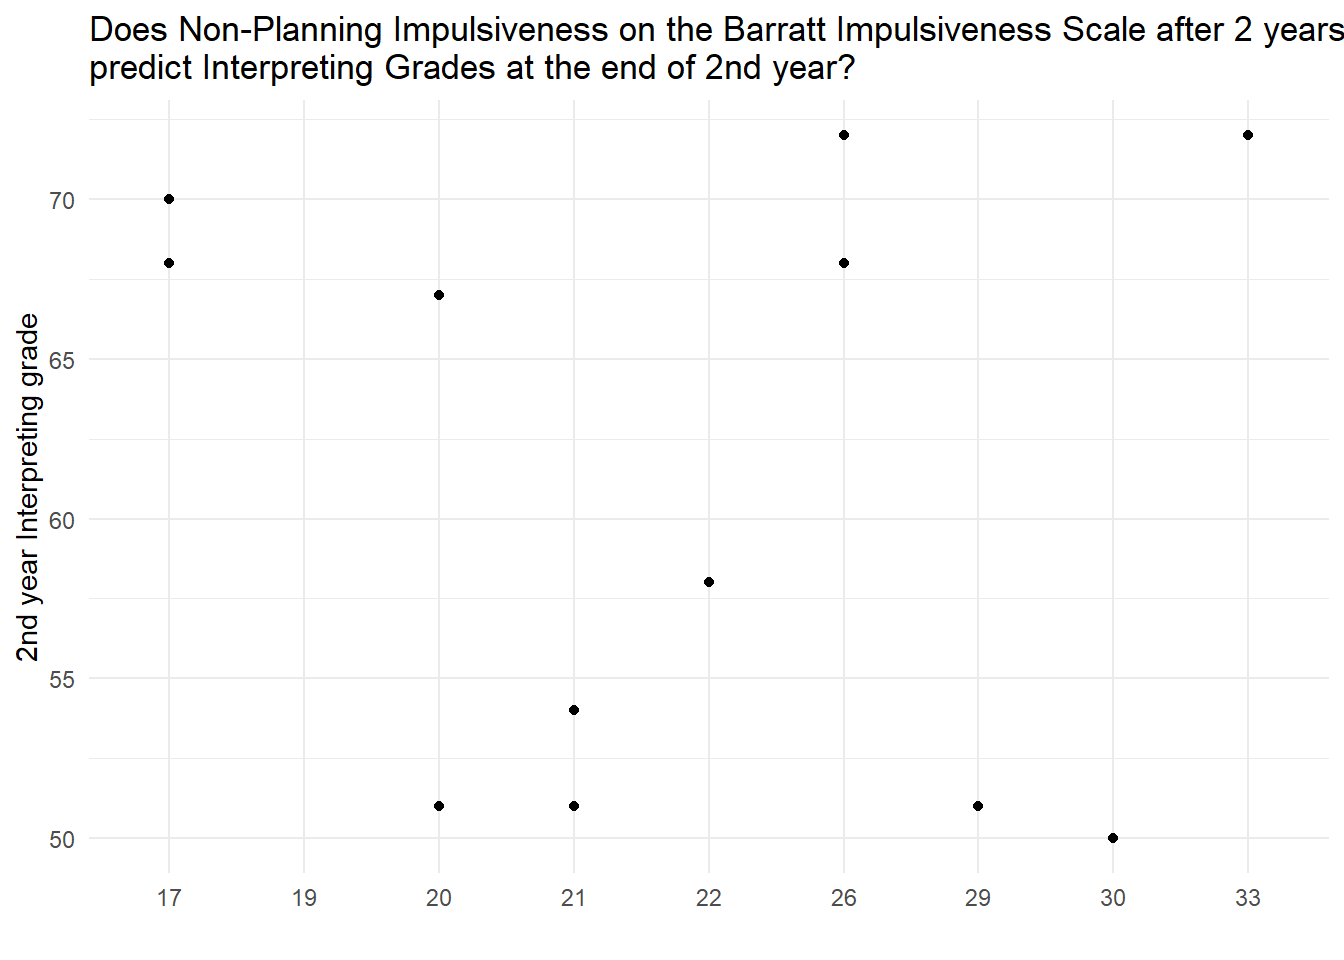 Does Non-Planning Impulsiveness on the Barratt Impulsiveness Scale after 2 years
predict Interpreting Grades at the end of 2nd year?
2nd year Interpreting grade
70
65
60
55
50
17 19 20 21 22 26 29 30 33